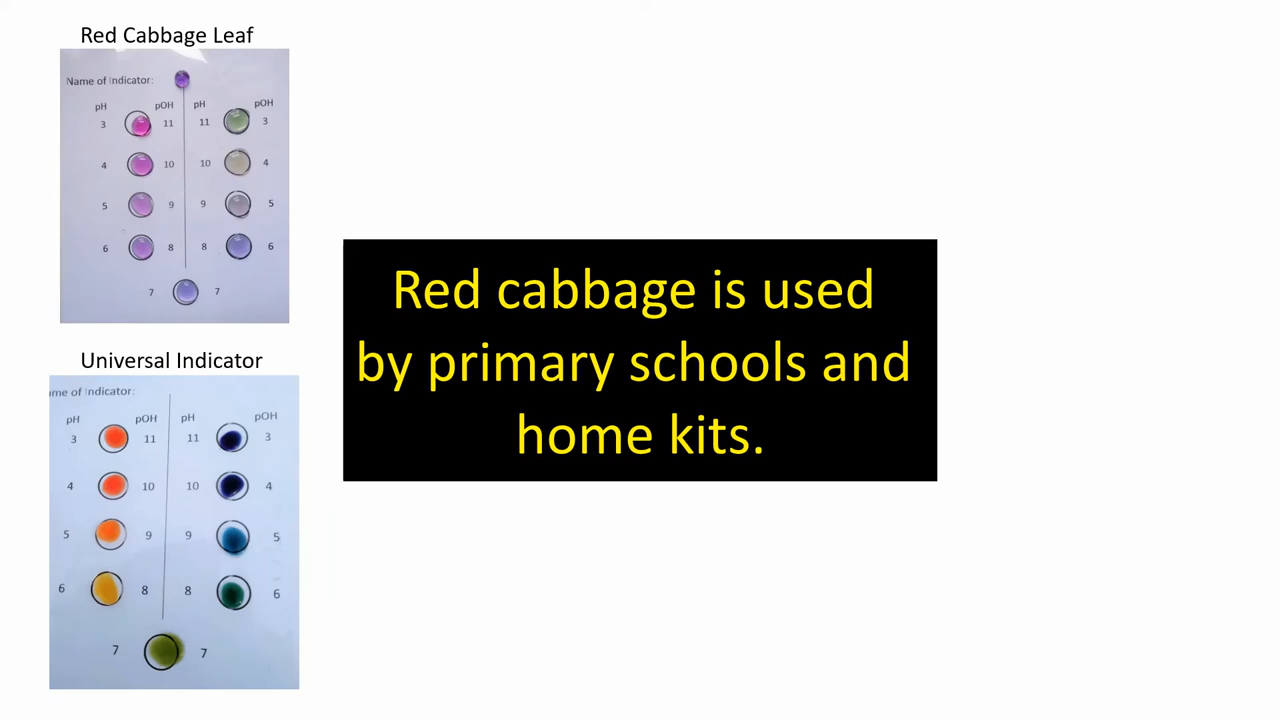 Red Cabbage Leaf
Name of Indicator:
pH pOH pH pOH
3 11 11 3
4 10 10 4
5 9 9 5
6 8 8 6
7 7
Universal Indicator
me of Indicator:
pH pOH pH pOH
3 11 11 3
4 10 10 4
5 9 9 5
6 8 8 6
7 7
Red cabbage is used
by primary schools and
home kits.